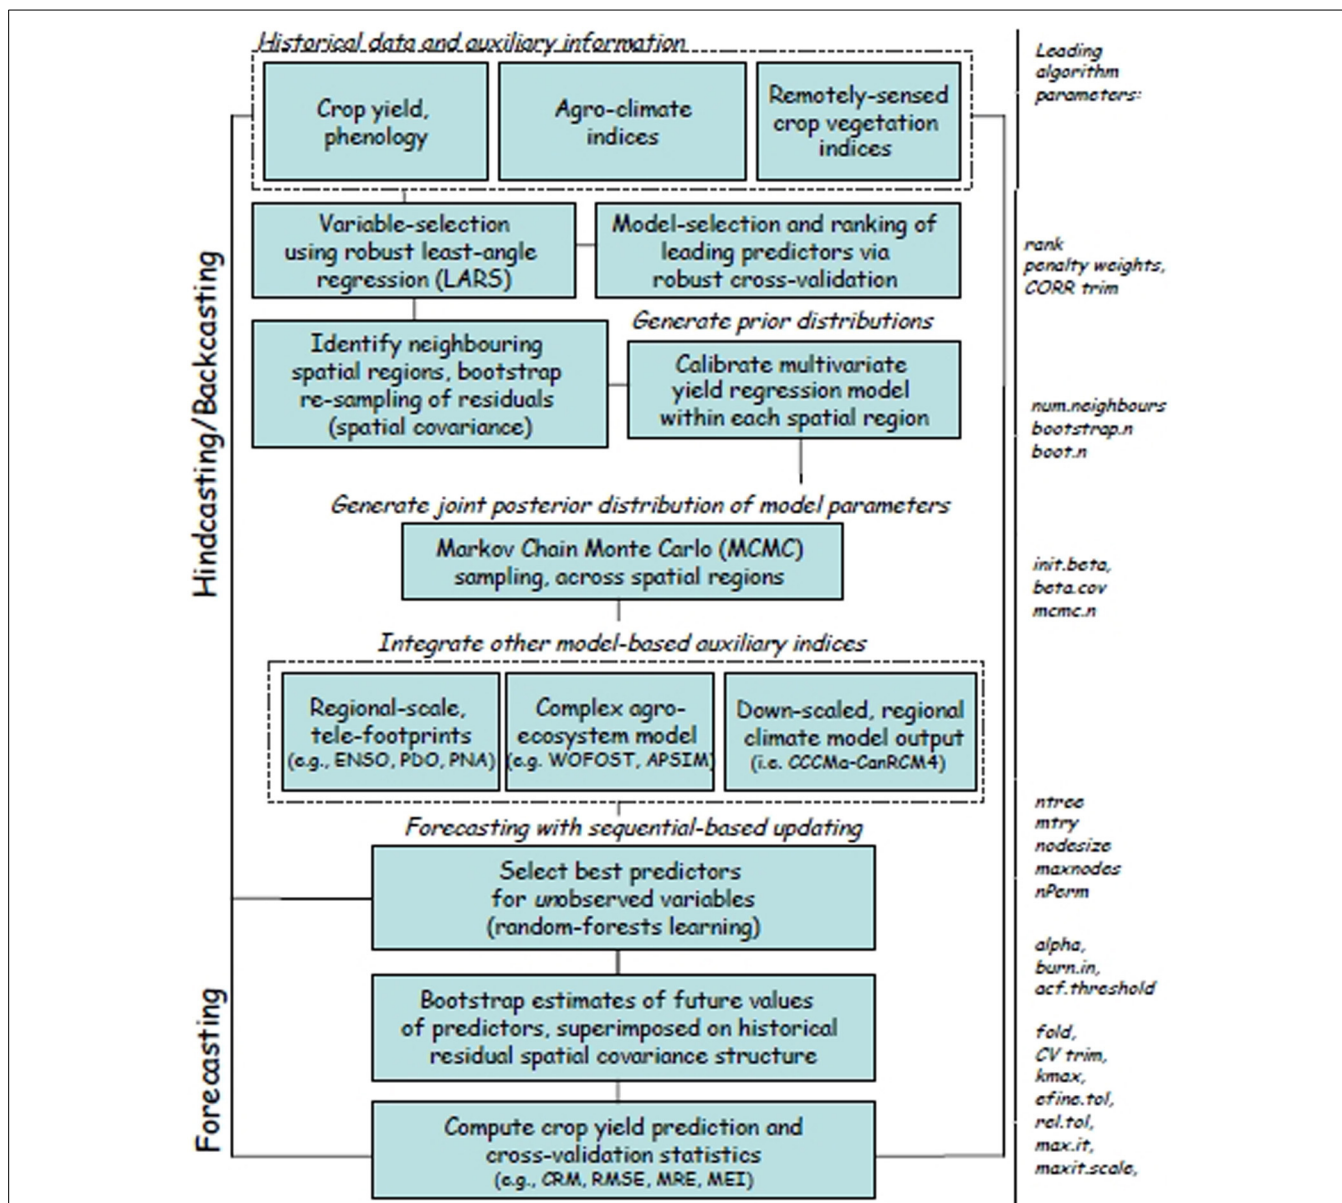 Historical data and auxiliary information
Crop yield,
phenology
Agro-climate
indices
Remotely-sensed
crop vegetation
indices
Leading
algorithm
parameters:
Variable-selection
using robust least-angle
regression (LARS)
Model-selection and ranking of
leading predictors via
robust cross-validation
rank
penalty weights,
CORR trim
Hindcasting/Backcasting
Generate prior distributions
Identify neighbouring
spatial regions, bootstrap
re-sampling of residuals
(spatial covariance)
Calibrate multivariate
yield regression model
within each spatial region
num.neighbours
bootstrap.n
boot.n
Generate joint posterior distribution of model parameters
Markov Chain Monte Carlo (MCMC)
sampling, across spatial regions
init.beta,
beta.cov
mcmc.n
Integrate other model-based auxiliary indices
Regional-scale,
tele-footprints
(e.g., ENSO, PDO, PNA)
Complex agro-
ecosystem model
(e.g. WOFOST, APSIM)
Down-scaled, regional
climate model output
(i.e. CCCMa-CanRCM4)
Forecasting with sequential-based updating
Select best predictors
for unobserved variables
(random-forests learning)
ntree
mtry
nodesize
maxnodes
nPerm
Forecasting
Bootstrap estimates of future values
of predictors, superimposed on historical
residual spatial covariance structure
alpha,
burn.in,
acf.threshold
Compute crop yield prediction and
cross-validation statistics
(e.g., CRM, RMSE, MRE, MEI)
fold,
CV trim,
kmax,
efine.tol,
rel.tol,
max.it,
maxit.scale,